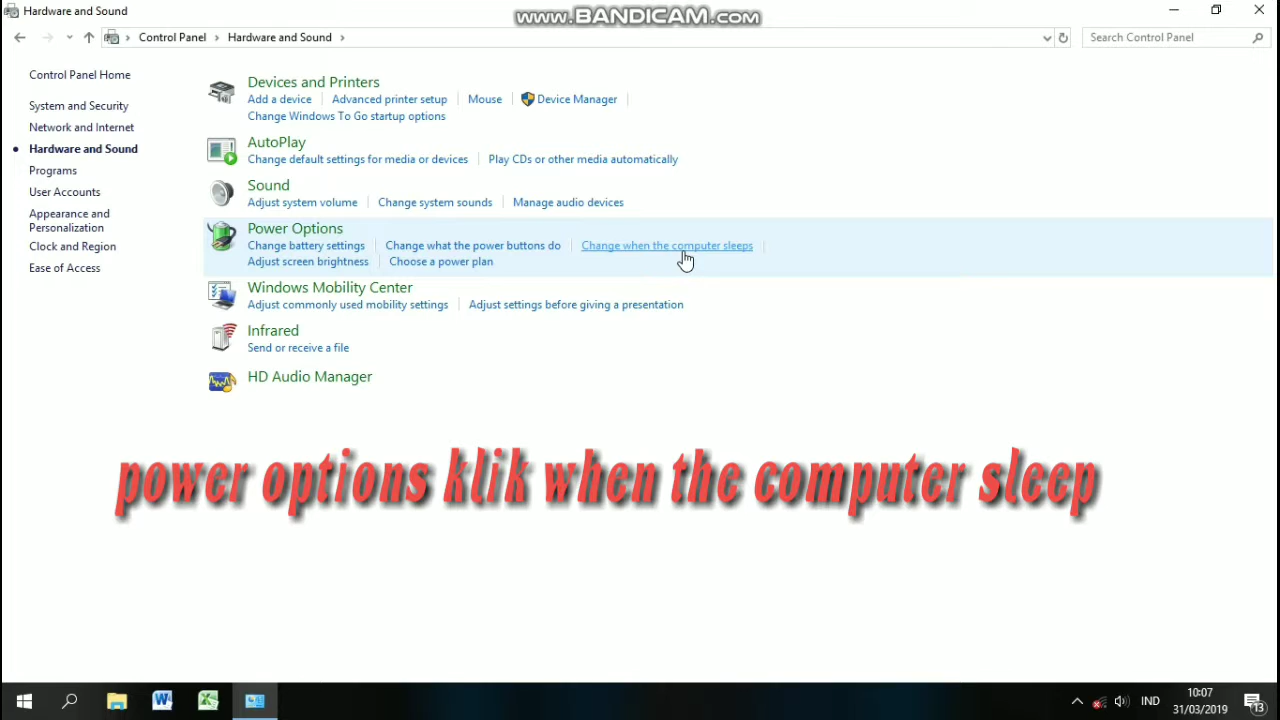 Hardware and Sound
www.BANDICAM.com
Control Panel > Hardware and Sound >
Search Control Panel
Control Panel Home
System and Security
Network and Internet
Hardware and Sound
Programs
User Accounts
Appearance and
Personalization
Clock and Region
Ease of Access
Devices and Printers
Add a device
Advanced printer setup
Mouse
Device Manager
Change Windows To Go startup options
AutoPlay
Change default settings for media or devices
Play CDs or other media automatically
Sound
Adjust system volume
Change system sounds
Manage audio devices
Power Options
Change battery settings
Change what the power buttons do
Change when the computer sleeps
Adjust screen brightness
Choose a power plan
Windows Mobility Center
Adjust commonly used mobility settings
Adjust settings before giving a presentation
Infrared
Send or receive a file
HD Audio Manager
power options klik when the computer sleep
IND
10:07
31/03/2019
13